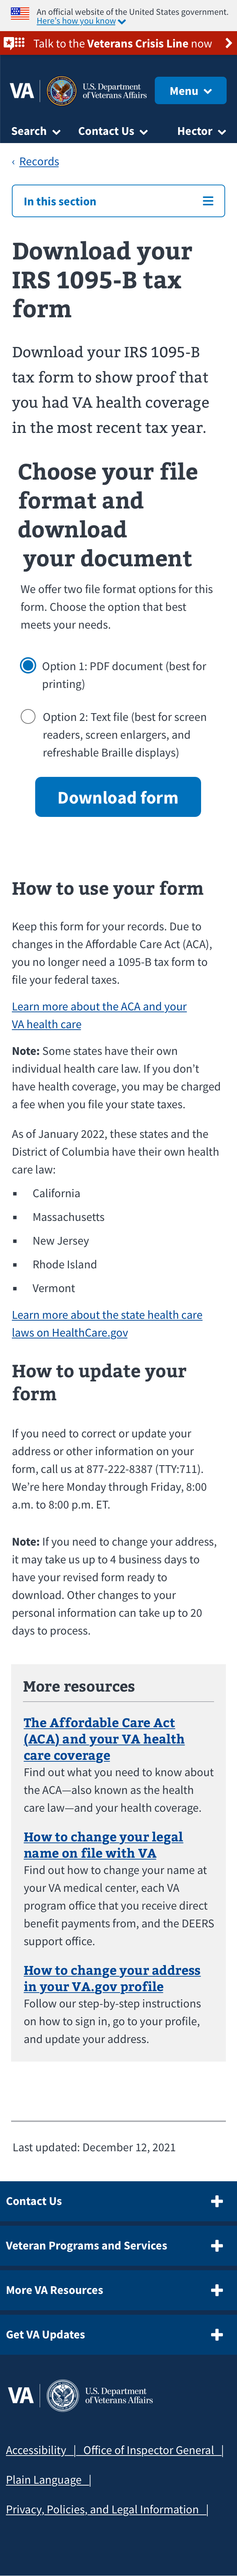 An official website of the United States government.
Here's how you know
Talk to the Veterans Crisis Line now
VA
U.S. Department
of Veterans Affairs
Menu
Search
Contact Us
Hector
‹ Records
In this section
Download your
IRS 1095-B tax
form
Download your IRS 1095-B
tax form to show proof that
you had VA health coverage
in the most recent tax year.
Choose your file
format and
download
your document
We offer two file format options for this
form. Choose the option that best
meets your needs.
Option 1: PDF document (best for
printing)
Option 2: Text file (best for screen
readers, screen enlargers, and
refreshable Braille displays)
Download form
How to use your form
Keep this form for your records. Due to
changes in the Affordable Care Act (ACA),
you no longer need a 1095-B tax form to
file your federal taxes.
Learn more about the ACA and your
VA health care
Note: Some states have their own
individual health care law. If you don't
have health coverage, you may be charged
a fee when you file your state taxes.
As of January 2022, these states and the
District of Columbia have their own health
care law:
▪ California
▪ Massachusetts
▪ New Jersey
▪ Rhode Island
▪ Vermont
Learn more about the state health care
laws on HealthCare.gov
How to update your
form
If you need to correct or update your
address or other information on your
form, call us at 877-222-8387 (TTY:711).
We're here Monday through Friday, 8:00
a.m. to 8:00 p.m. ET.
Note: If you need to change your address,
it may take us up to 4 business days to
have your revised form ready to
download. Other changes to your
personal information can take up to 20
days to process.
More resources
The Affordable Care Act
(ACA) and your VA health
care coverage
Find out what you need to know about
the ACA—also known as the health
care law—and your health coverage.
How to change your legal
name on file with VA
Find out how to change your name at
your VA medical center, each VA
program office that you receive direct
benefit payments from, and the DEERS
support office.
How to change your address
in your VA.gov profile
Follow our step-by-step instructions
on how to sign in, go to your profile,
and update your address.
Last updated: December 12, 2021
Contact Us
Veteran Programs and Services
More VA Resources
Get VA Updates
VA
U.S. Department
of Veterans Affairs
Accessibility | Office of Inspector General |
Plain Language |
Privacy, Policies, and Legal Information |